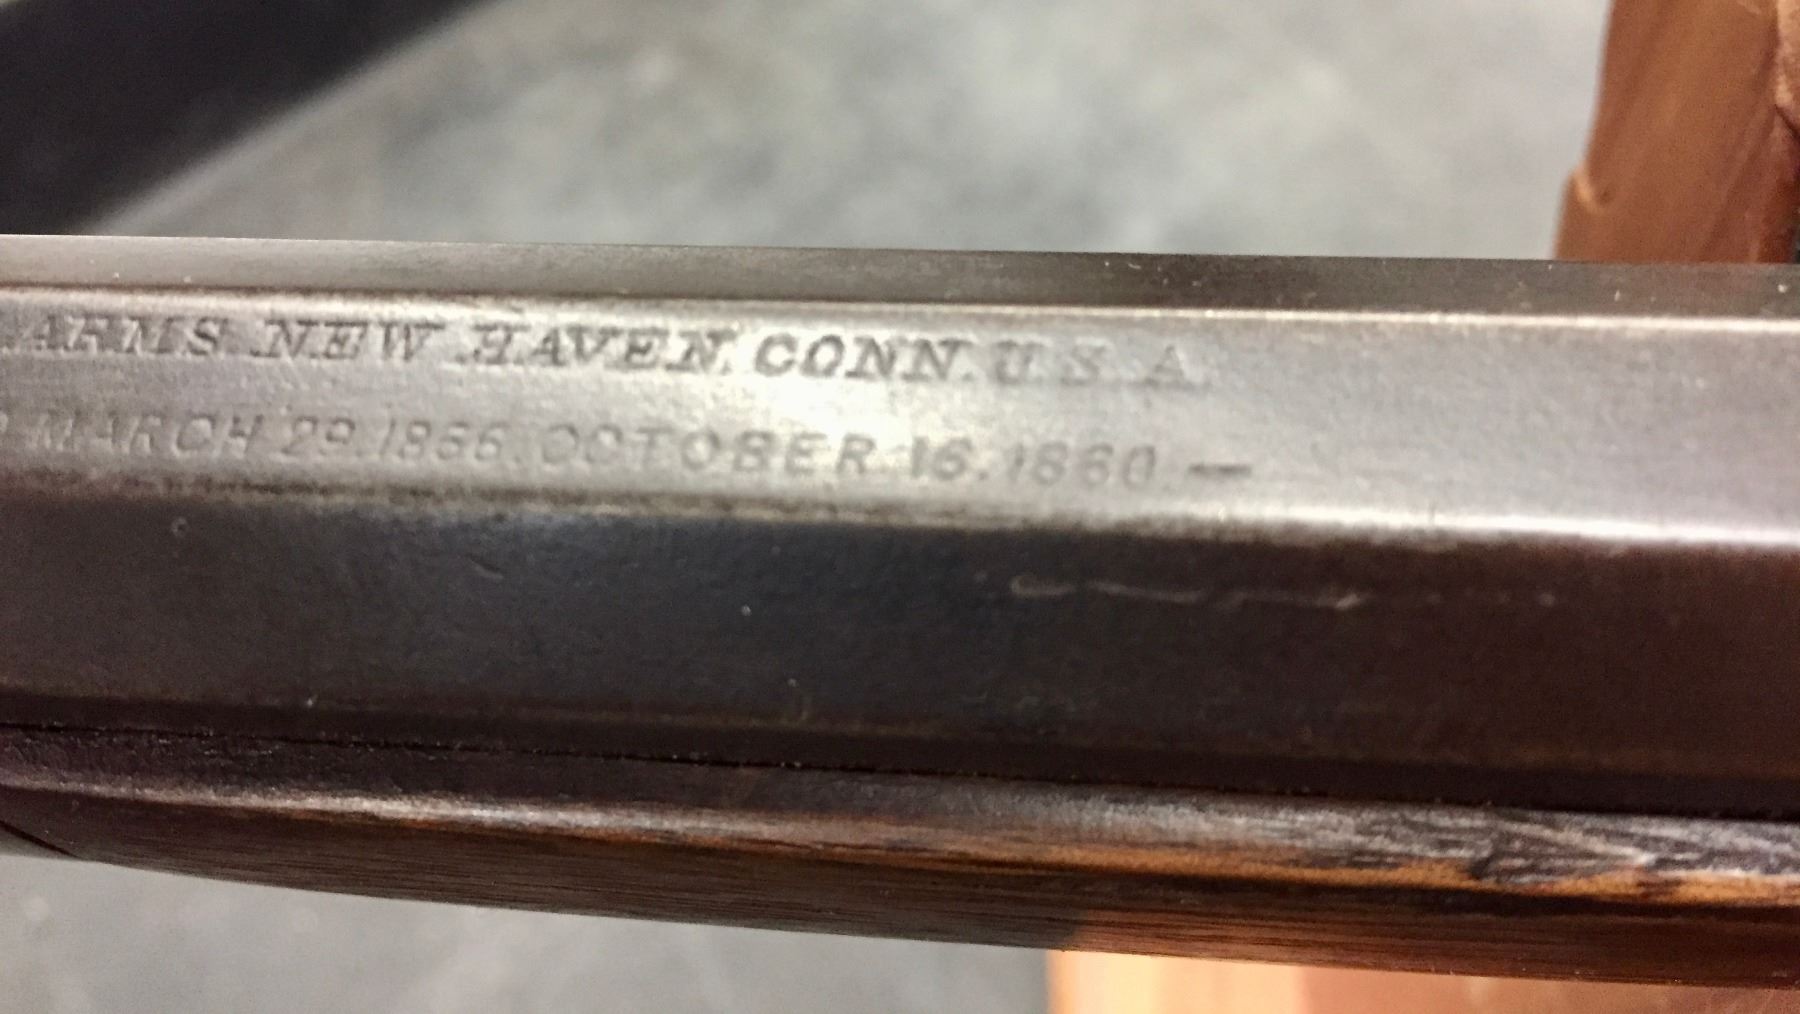 ARMS. NEW HAVEN. CONN. U.S.A.
MARCH 29.1866. OCTOBER 16.1860.—